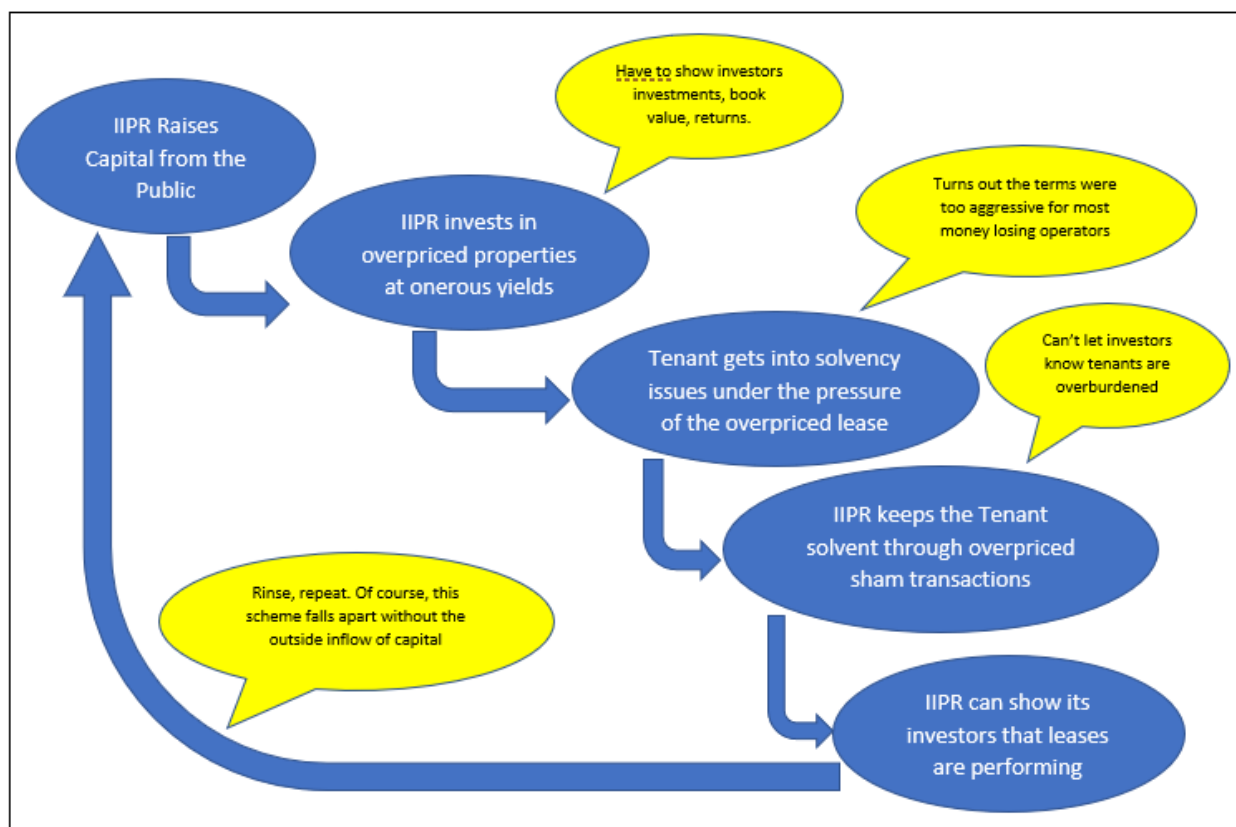 IIPR Raises
Capital from the
Public
Have to show investors
investments, book
value, returns.
IIPR invests in
overpriced properties
at onerous yields
Turns out the terms were
too aggressive for most
money losing operators
Tenant gets into solvency
issues under the pressure
of the overpriced lease
Can't let investors
know tenants are
overburdened
IIPR keeps the Tenant
solvent through overpriced
sham transactions
IIPR can show its
investors that leases
are performing
Rinse, repeat. Of course, this
scheme falls apart without the
outside inflow of capital